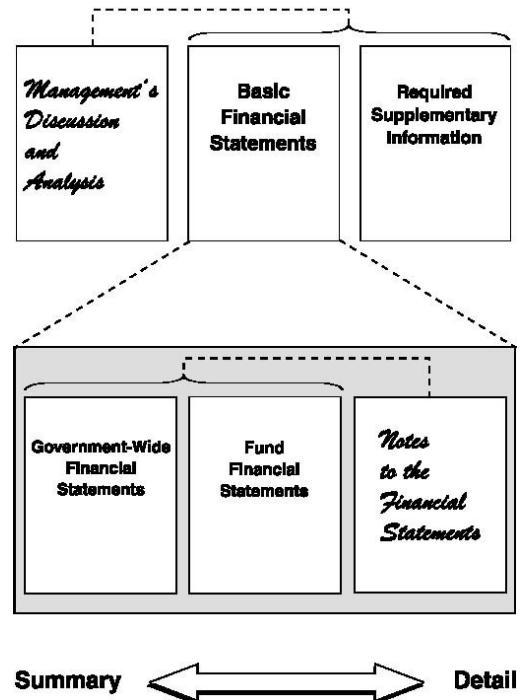 Management's
Discussion
and
Analysis
Basic
Financial
Statements
Required
Supplementary
Information
Government-Wide
Financial
Statements
Fund
Financial
Statements
Notes
to the
Financial
Statements
Summary
Detail